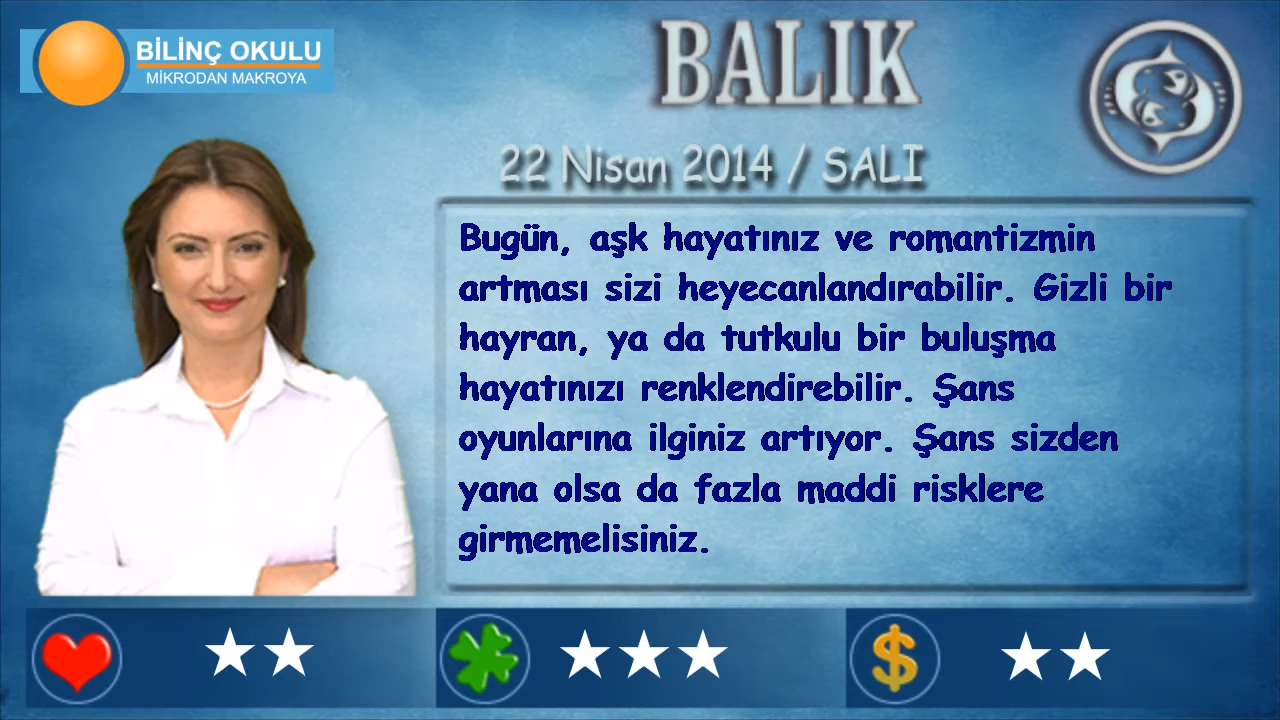 BİLİNÇ OKULU
MİKRODAN MAKROYA
BALIK
22 Nisan 2014 / SALI
Bugün, aşk hayatınız ve romantizmin
artması sizi heyecanlandırabilir. Gizli bir
hayran, ya da tutkulu bir buluşma
hayatınızı renklendirebilir. Şans
oyunlarına ilginiz artıyor. Şans sizden
yana olsa da fazla maddi risklere
girmemelisiniz.
$